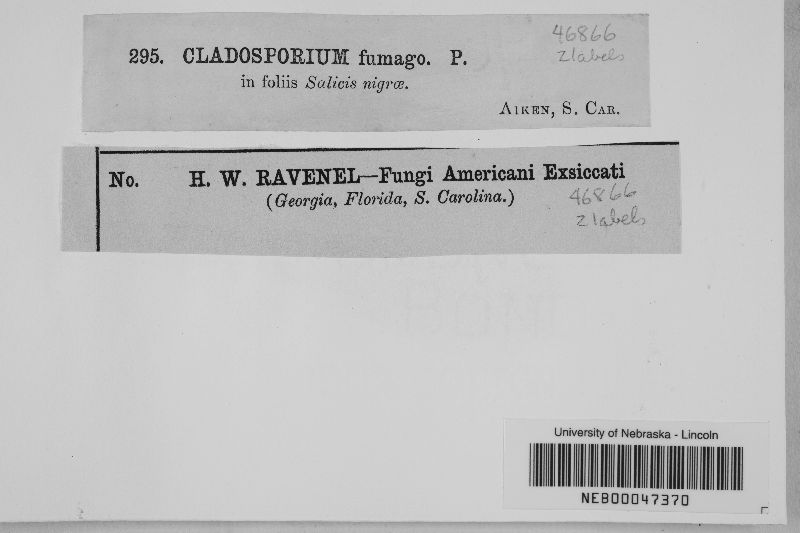 295. CLADOSPORIUM fumago. P.
in foliis Salicis nigræ.
AIKEN, S. CAR.
46866
2 labels
No. H. W. RAVENEL—Fungi Americani Exsiccati
(Georgia, Florida, S. Carolina.)
46866
2 labels
University of Nebraska - Lincoln
NEB00047370